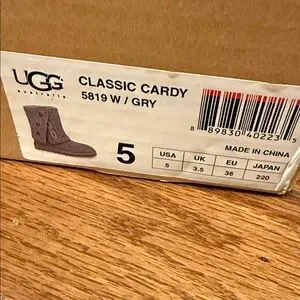 UGG
australia
CLASSIC CARDY
5819 W / GRY
8 89830 40223 5
MADE IN CHINA
5
USA UK EU JAPAN
5 3.5 36 220